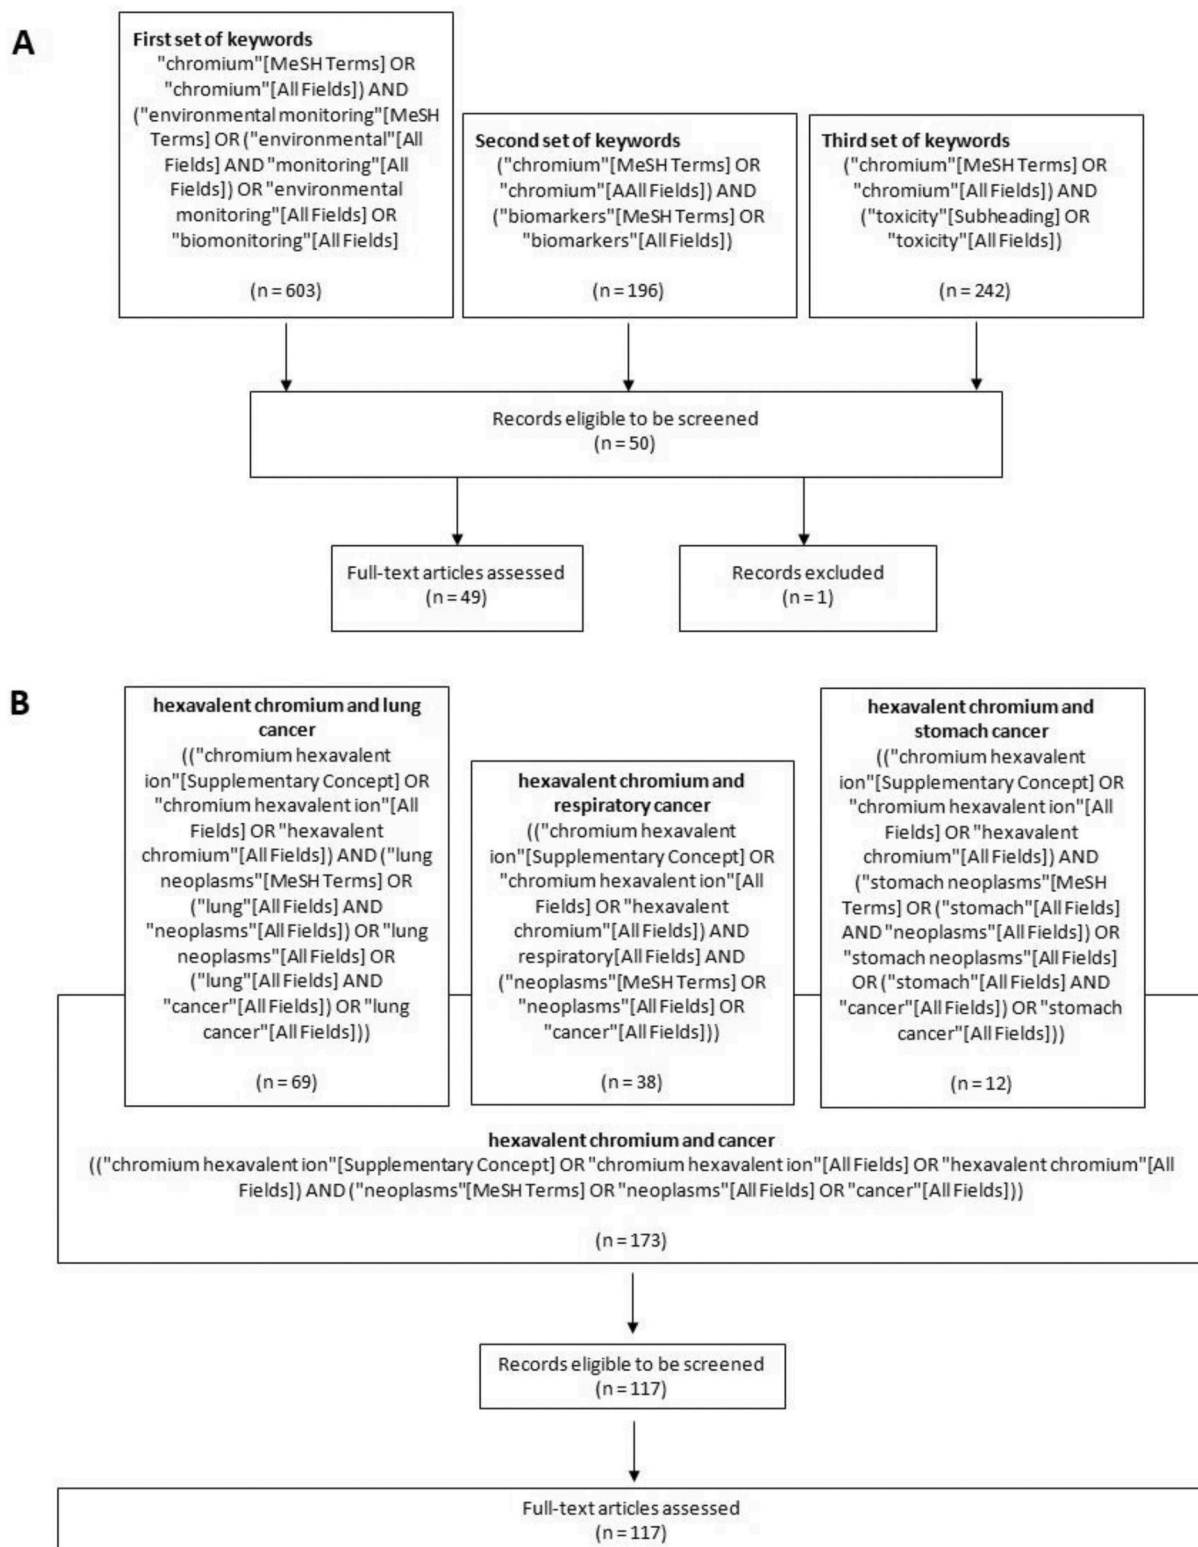 A
First set of keywords
"chromium"[MeSH Terms] OR
"chromium"[All Fields]) AND
("environmental monitoring"[MeSH
Terms] OR ("environmental"[All
Fields] AND "monitoring"[All
Fields]) OR "environmental
monitoring"[All Fields] OR
"biomonitoring"[All Fields]
(n = 603)
Second set of keywords
("chromium"[MeSH Terms] OR
"chromium"[AAll Fields]) AND
("biomarkers"[MeSH Terms] OR
"biomarkers"[All Fields])
(n = 196)
Third set of keywords
("chromium"[MeSH Terms] OR
"chromium"[All Fields]) AND
("toxicity"[Subheading] OR
"toxicity"[All Fields])
(n = 242)
Records eligible to be screened
(n = 50)
Full-text articles assessed
(n = 49)
Records excluded
(n = 1)
B
hexavalent chromium and lung
cancer
(("chromium hexavalent
ion"[Supplementary Concept] OR
"chromium hexavalent ion"[All
Fields] OR "hexavalent
chromium"[All Fields]) AND ("lung
neoplasms"[MeSH Terms] OR
("lung"[All Fields] AND
"neoplasms"[All Fields]) OR "lung
neoplasms"[All Fields] OR
("lung"[All Fields] AND
"cancer"[All Fields]) OR "lung
cancer"[All Fields]))
(n = 69)
hexavalent chromium and
respiratory cancer
(("chromium hexavalent
ion"[Supplementary Concept] OR
"chromium hexavalent ion"[All
Fields] OR "hexavalent
chromium"[All Fields]) AND
respiratory[All Fields] AND
("neoplasms"[MeSH Terms] OR
"neoplasms"[All Fields] OR
"cancer"[All Fields]))
(n = 38)
hexavalent chromium and
stomach cancer
(("chromium hexavalent
ion"[Supplementary Concept] OR
"chromium hexavalent ion"[All
Fields] OR "hexavalent
chromium"[All Fields]) AND
("stomach neoplasms"[MeSH
Terms] OR ("stomach"[All Fields]
AND "neoplasms"[All Fields]) OR
"stomach neoplasms"[All Fields]
OR ("stomach"[All Fields] AND
"cancer"[All Fields]) OR "stomach
cancer"[All Fields]))
(n = 12)
hexavalent chromium and cancer
(("chromium hexavalent ion"[Supplementary Concept] OR "chromium hexavalent ion"[All Fields] OR "hexavalent chromium"[All
Fields]) AND ("neoplasms"[MeSH Terms] OR "neoplasms"[All Fields] OR "cancer"[All Fields]))
(n = 173)
Records eligible to be screened
(n = 117)
Full-text articles assessed
(n = 117)